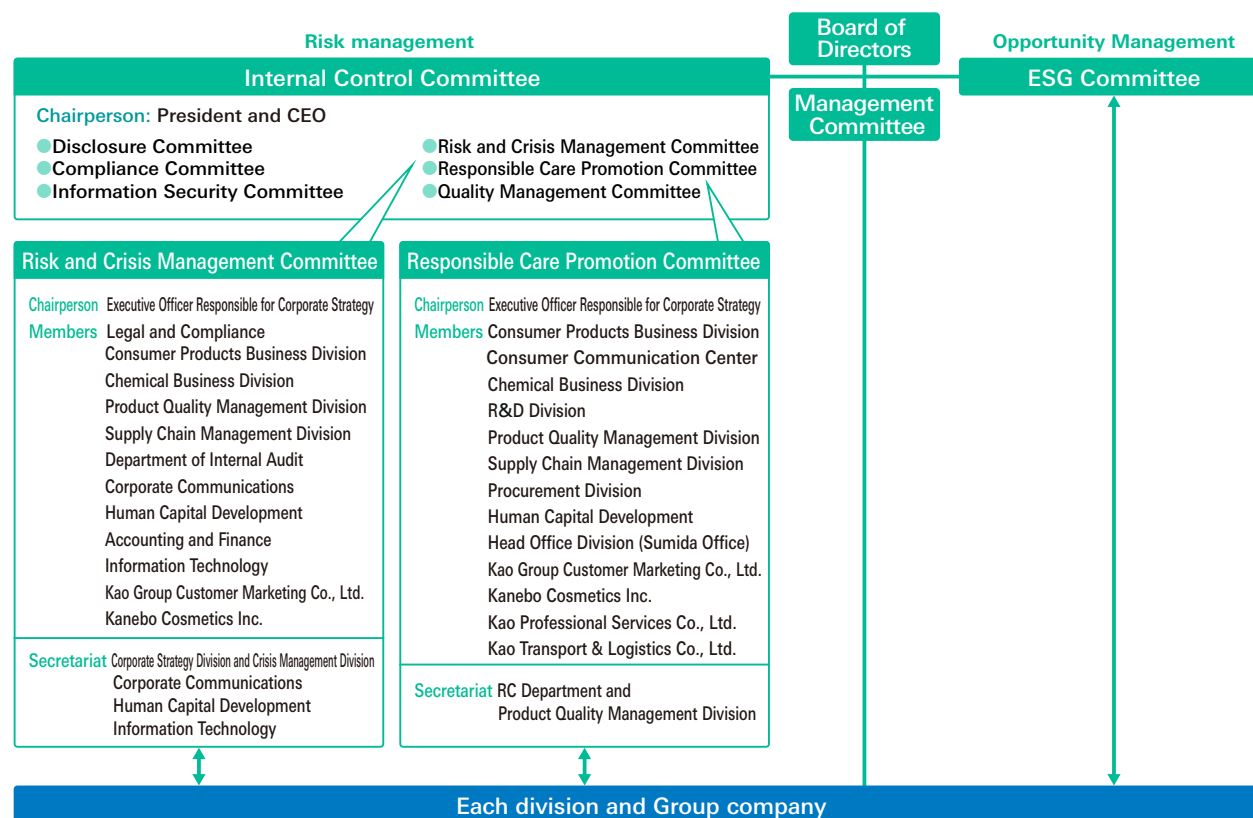 Risk management
Board of
Directors
Opportunity Management
Internal Control Committee
ESG Committee
Management
Committee
Chairperson: President and CEO
●Disclosure Committee
●Compliance Committee
●Information Security Committee
●Risk and Crisis Management Committee
●Responsible Care Promotion Committee
●Quality Management Committee
Risk and Crisis Management Committee
Chairperson Executive Officer Responsible for Corporate Strategy
Members Legal and Compliance
Consumer Products Business Division
Chemical Business Division
Product Quality Management Division
Supply Chain Management Division
Department of Internal Audit
Corporate Communications
Human Capital Development
Accounting and Finance
Information Technology
Kao Group Customer Marketing Co., Ltd.
Kanebo Cosmetics Inc.
Secretariat Corporate Strategy Division and Crisis Management Division
Corporate Communications
Human Capital Development
Information Technology
Responsible Care Promotion Committee
Chairperson Executive Officer Responsible for Corporate Strategy
Members Consumer Products Business Division
Consumer Communication Center
Chemical Business Division
R&D Division
Product Quality Management Division
Supply Chain Management Division
Procurement Division
Human Capital Development
Head Office Division (Sumida Office)
Kao Group Customer Marketing Co., Ltd.
Kanebo Cosmetics Inc.
Kao Professional Services Co., Ltd.
Kao Transport & Logistics Co., Ltd.
Secretariat RC Department and
Product Quality Management Division
Each division and Group company